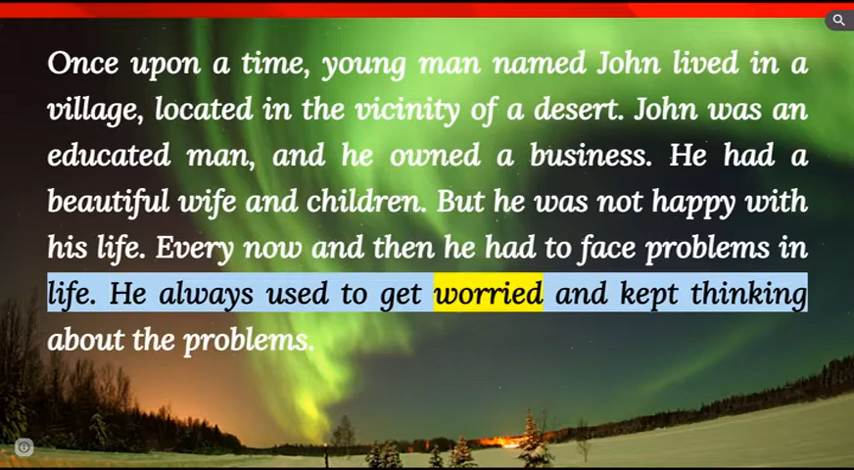 Once upon a time, young man named John lived in a
village, located in the vicinity of a desert. John was an
educated man, and he owned a business. He had a
beautiful wife and children. But he was not happy with
his life. Every now and then he had to face problems in
life. He always used to get worried and kept thinking
about the problems.